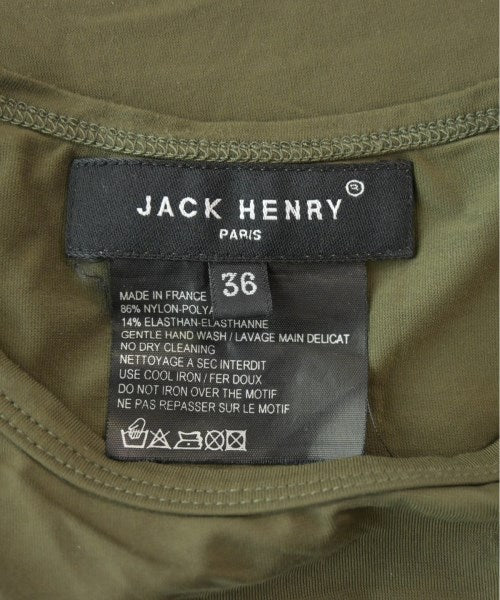 JACK HENRY ®
PARIS
36
MADE IN FRANCE
86% NYLON-POLYA
14% ELASTHAN-ELASTHANNE
GENTLE HAND WASH / LAVAGE MAIN DELICAT
NO DRY CLEANING
NETTOYAGE A SEC INTERDIT
USE COOL IRON / FER DOUX
DO NOT IRON OVER THE MOTIF
NE PAS REPASSER SUR LE MOTIF